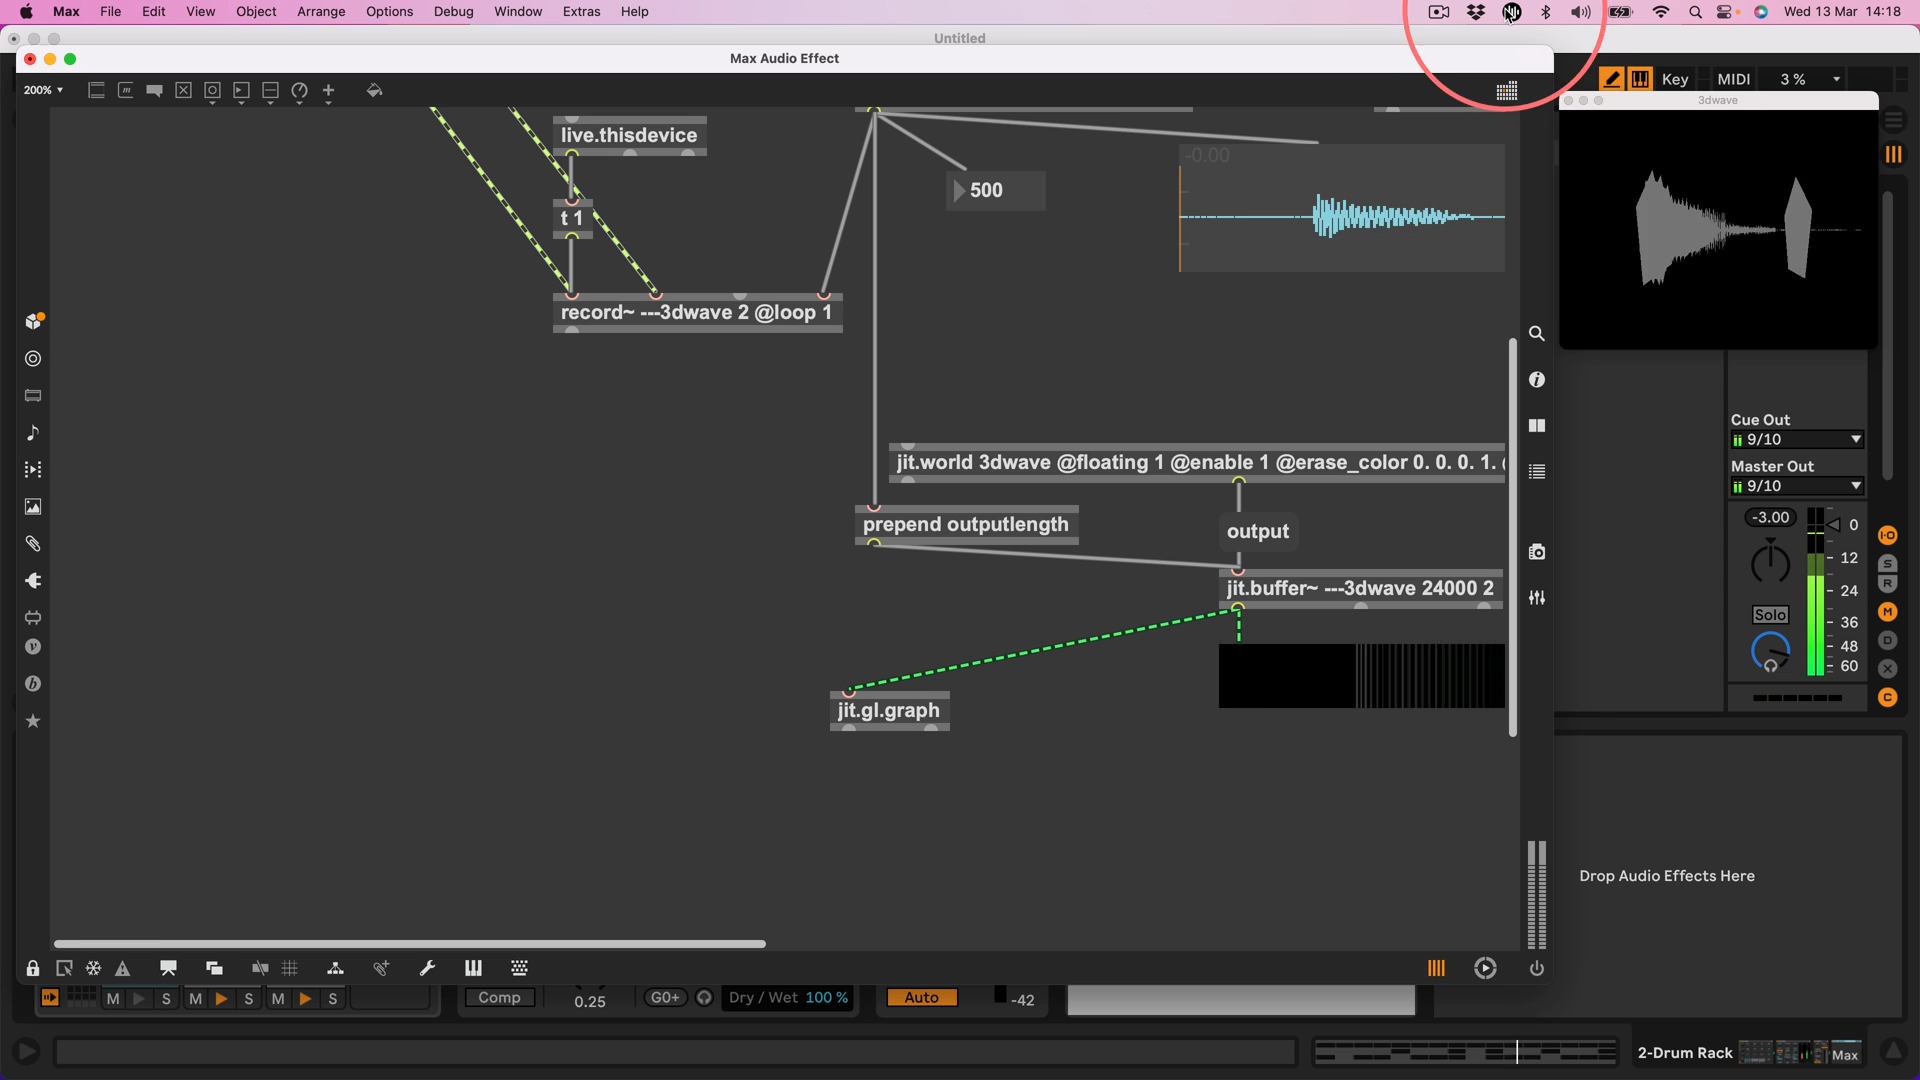 Max File Edit View Object Arrange Options Debug Window Extras Help
Wed 13 Mar 14:18
Untitled
Max Audio Effect
200%
Key MIDI 3 %
3dwave
live.thisdevice
t 1
500
-0.00
record~ ---3dwave 2 @loop 1
jit.world 3dwave @floating 1 @enable 1 @erase_color 0. 0. 0. 1.
prepend outputlength
output
jit.buffer~ ---3dwave 24000 2
jit.gl.graph
Cue Out
9/10
Master Out
9/10
-3.00
0
12
24
36
48
60
Solo
S
R
M
D
X
C
Drop Audio Effects Here
M S M S M S
Comp 0.25 G0+ Dry / Wet 100 % Auto -42
2-Drum Rack Max